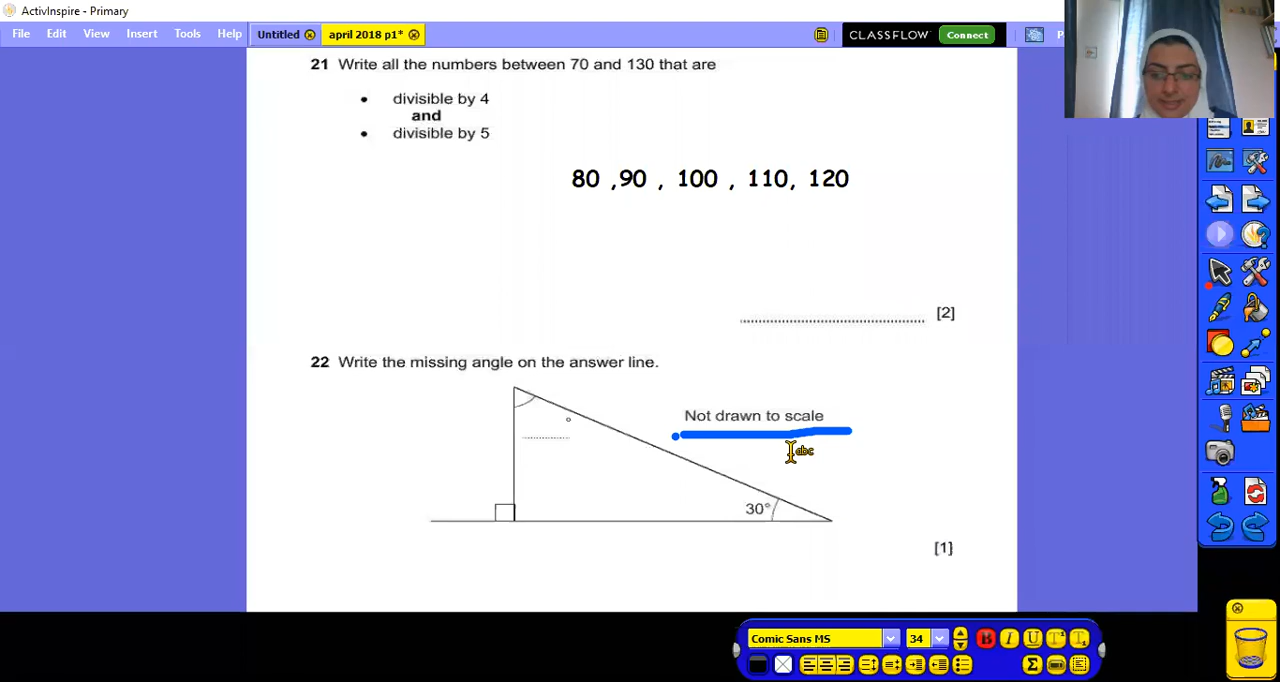 ActivInspire - Primary
File Edit View Insert Tools Help Untitled april 2018 p1* CLASSFLOW Connect
21 Write all the numbers between 70 and 130 that are
• divisible by 4
and
• divisible by 5
80 ,90 , 100 , 110, 120
[2]
22 Write the missing angle on the answer line.
Not drawn to scale
°
abc
30°
[1]
Comic Sans MS 34 B I U T² T₂
Σ